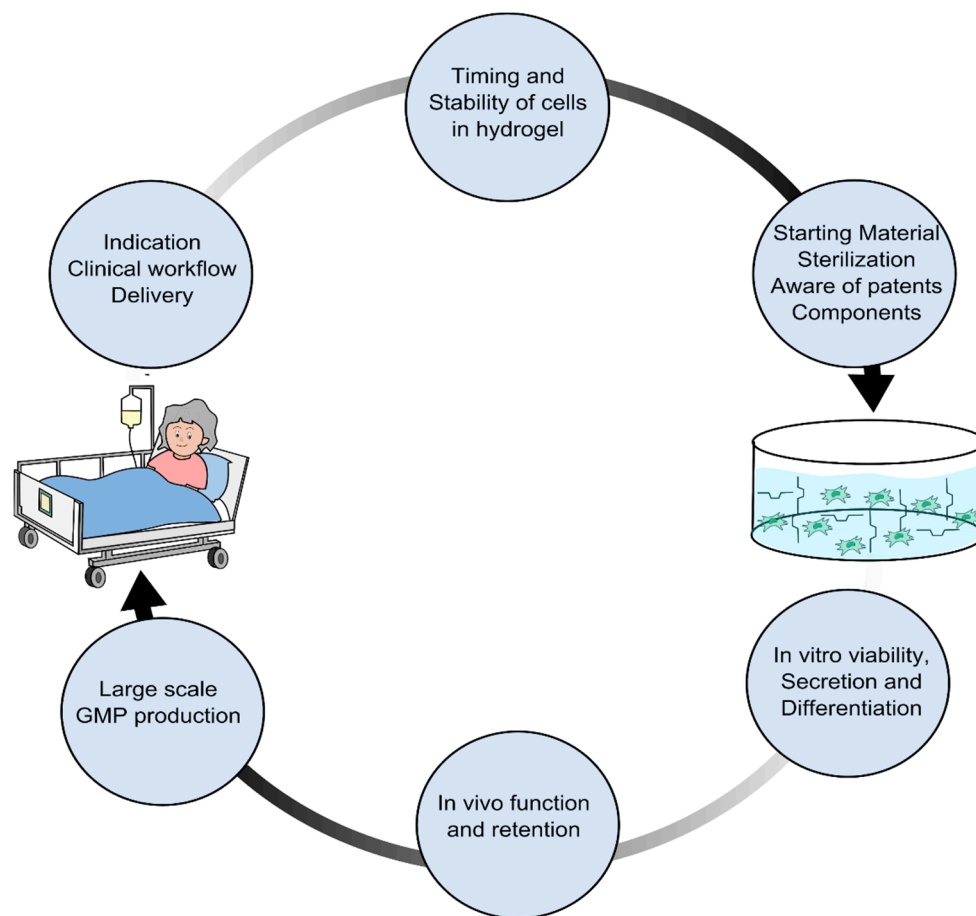 Timing and
Stability of cells
in hydrogel
Indication
Clinical workflow
Delivery
Starting Material
Sterilization
Aware of patents
Components
In vitro viability,
Secretion and
Differentiation
Large scale
GMP production
In vivo function
and retention